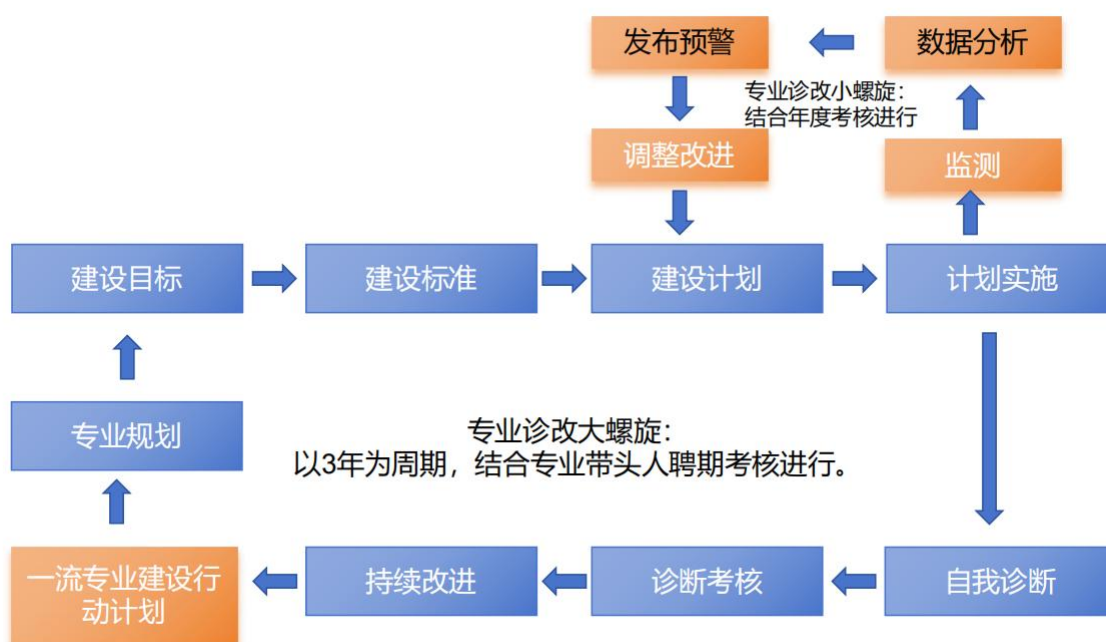 发布预警
数据分析
专业诊改小螺旋：
结合年度考核进行
调整改进
监测
建设目标
建设标准
建设计划
计划实施
专业规划
专业诊改大螺旋：
以3年为周期，结合专业带头人聘期考核进行。
一流专业建设行
动计划
持续改进
诊断考核
自我诊断